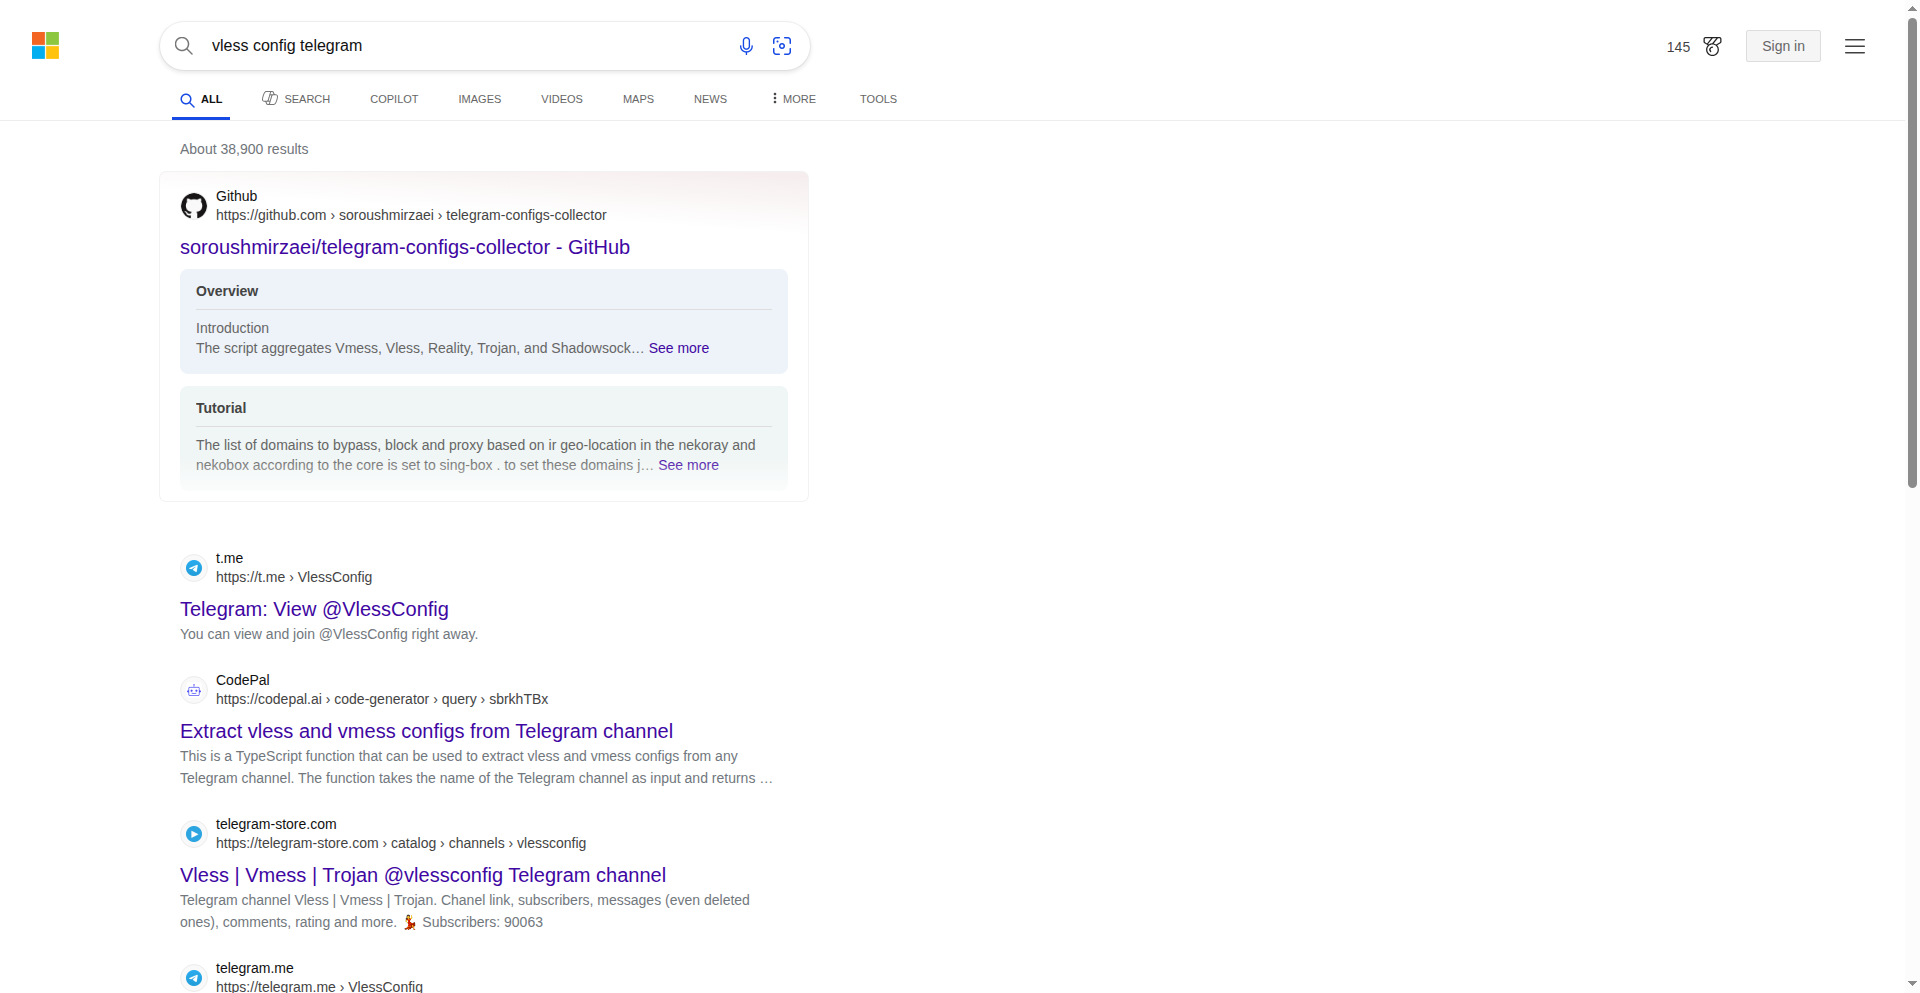 vless config telegram
145
Sign in
ALL
SEARCH
COPILOT
IMAGES
VIDEOS
MAPS
NEWS
MORE
TOOLS
About 38,900 results
Github
https://github.com › soroushmirzaei › telegram-configs-collector
soroushmirzaei/telegram-configs-collector - GitHub
Overview
Introduction
The script aggregates Vmess, Vless, Reality, Trojan, and Shadowsock… See more
Tutorial
The list of domains to bypass, block and proxy based on ir geo-location in the nekoray and
nekobox according to the core is set to sing-box . to set these domains j… See more
t.me
https://t.me › VlessConfig
Telegram: View @VlessConfig
You can view and join @VlessConfig right away.
CodePal
https://codepal.ai › code-generator › query › sbrkhTBx
Extract vless and vmess configs from Telegram channel
This is a TypeScript function that can be used to extract vless and vmess configs from any
Telegram channel. The function takes the name of the Telegram channel as input and returns …
telegram-store.com
https://telegram-store.com › catalog › channels › vlessconfig
Vless | Vmess | Trojan @vlessconfig Telegram channel
Telegram channel Vless | Vmess | Trojan. Chanel link, subscribers, messages (even deleted
ones), comments, rating and more. 💃 Subscribers: 90063
telegram.me
https://telegram.me › VlessConfig